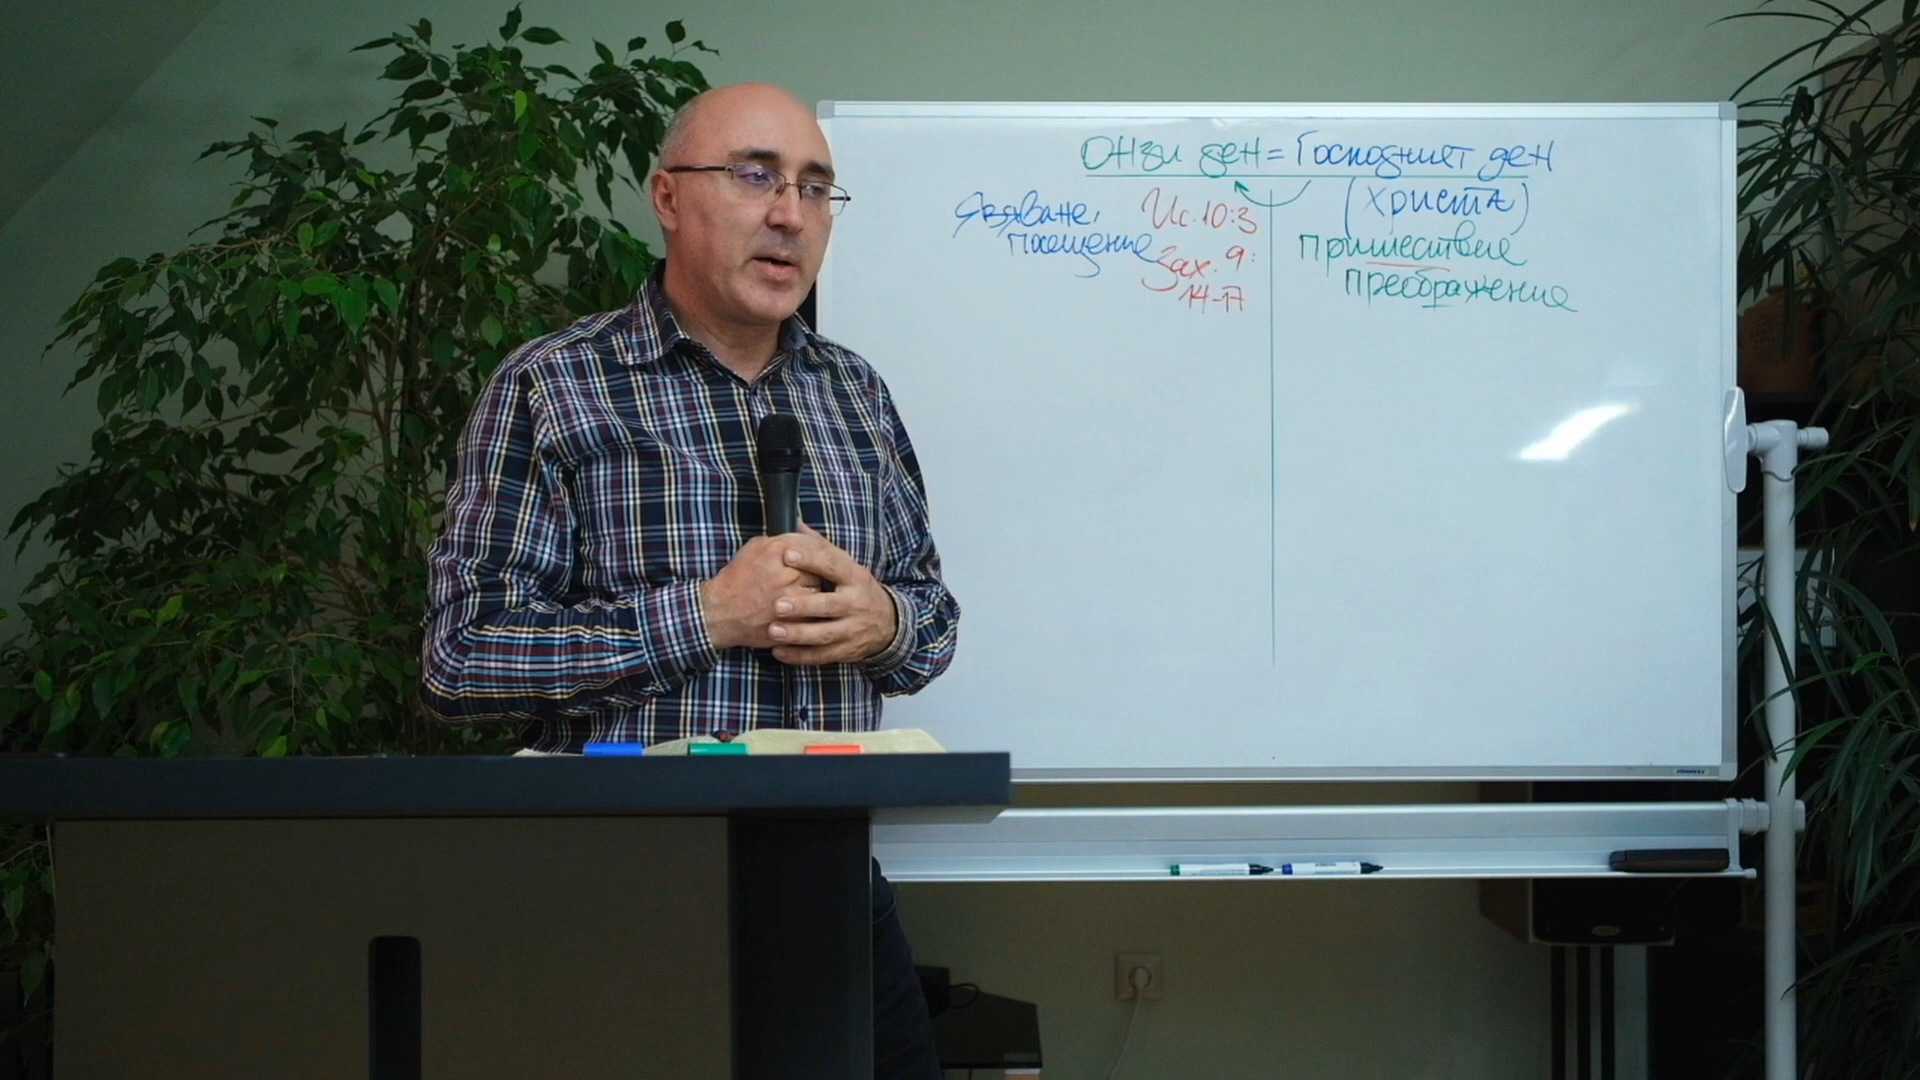 ОНЗИ ДЕН = Господният ден
(ХРИСТА)
Явяване,
посещение
Ис. 10:3
Зах. 9:
14-17
Пришествие
преображение